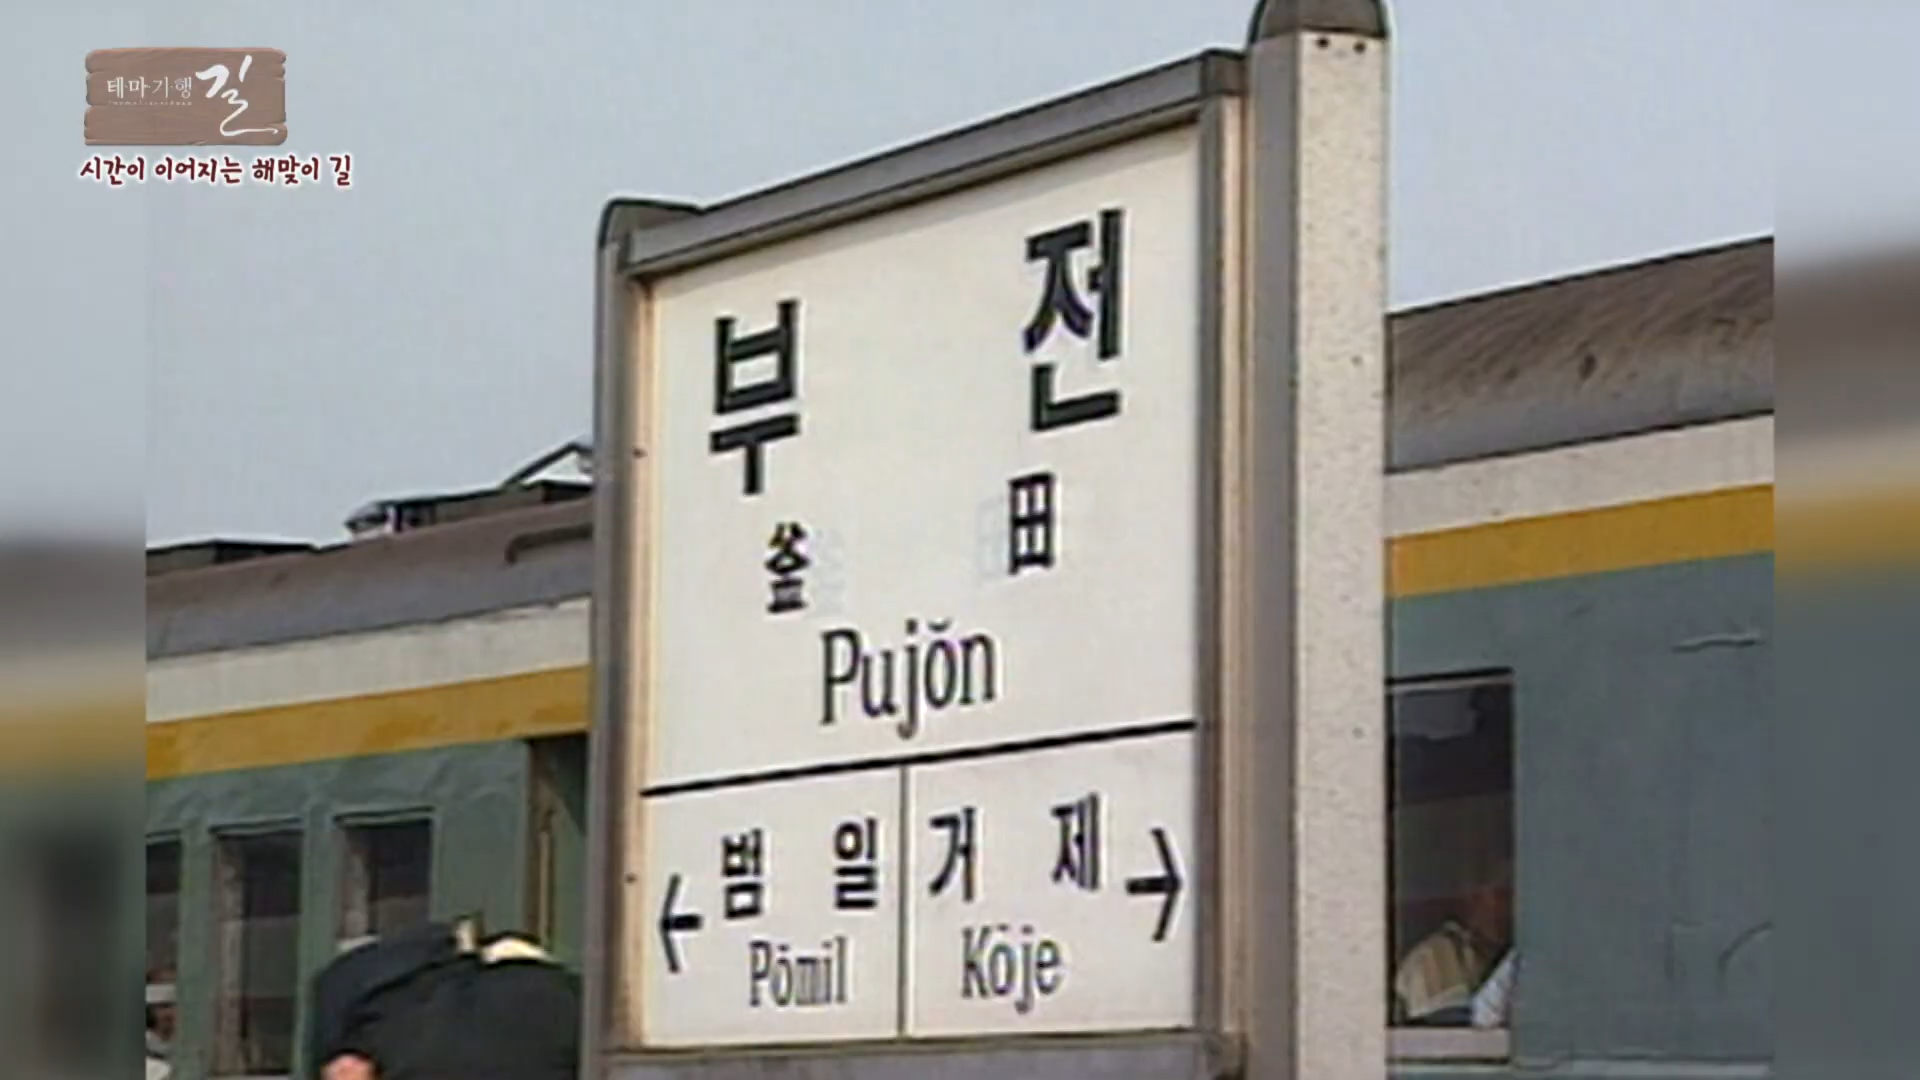 테마기행 길
시간이 이어지는 해맞이 길
부 전
釜 田
Pujŏn
← 범 일 거 제 →
Pŏmil Kŏje